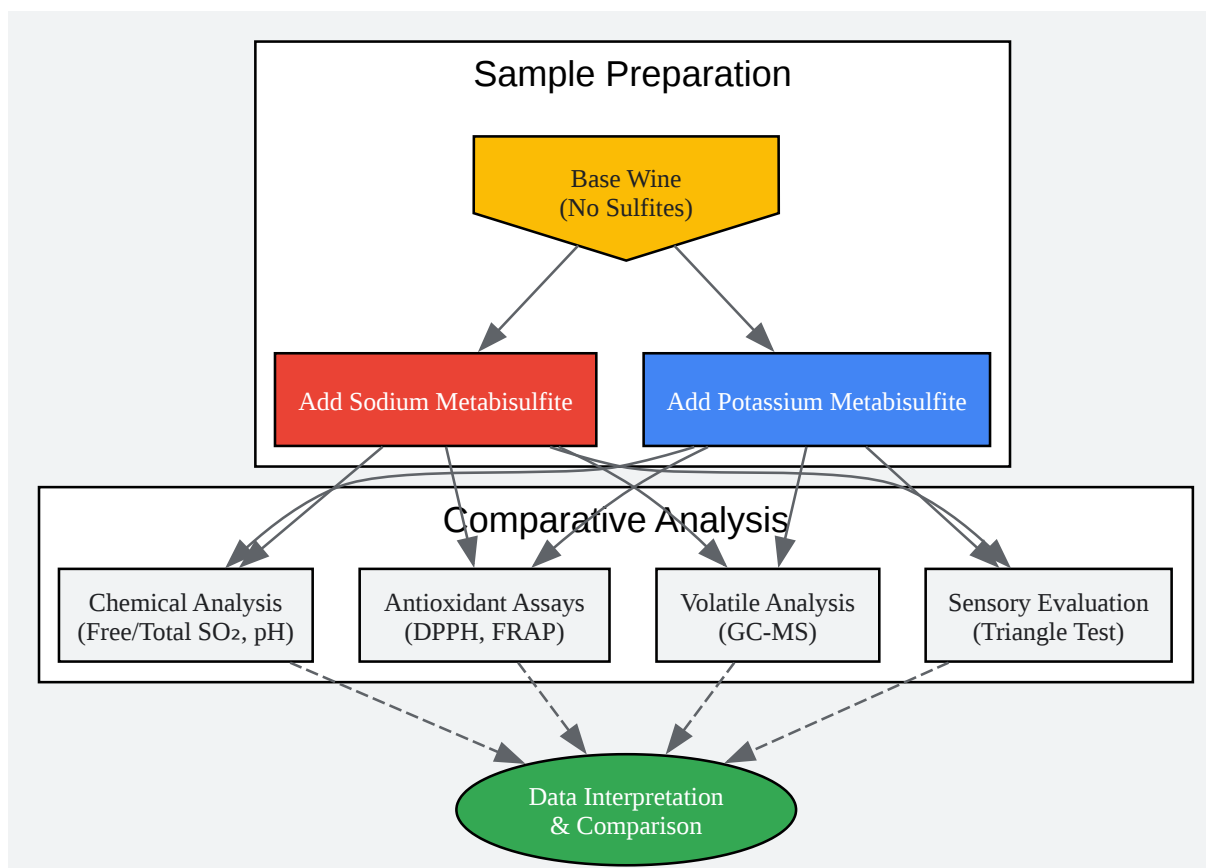 Sample Preparation
Base Wine
(No Sulfites)
Add Sodium Metabisulfite
Add Potassium Metabisulfite
Comparative Analysis
Chemical Analysis
(Free/Total SO₂, pH)
Antioxidant Assays
(DPPH, FRAP)
Volatile Analysis
(GC-MS)
Sensory Evaluation
(Triangle Test)
Data Interpretation
& Comparison